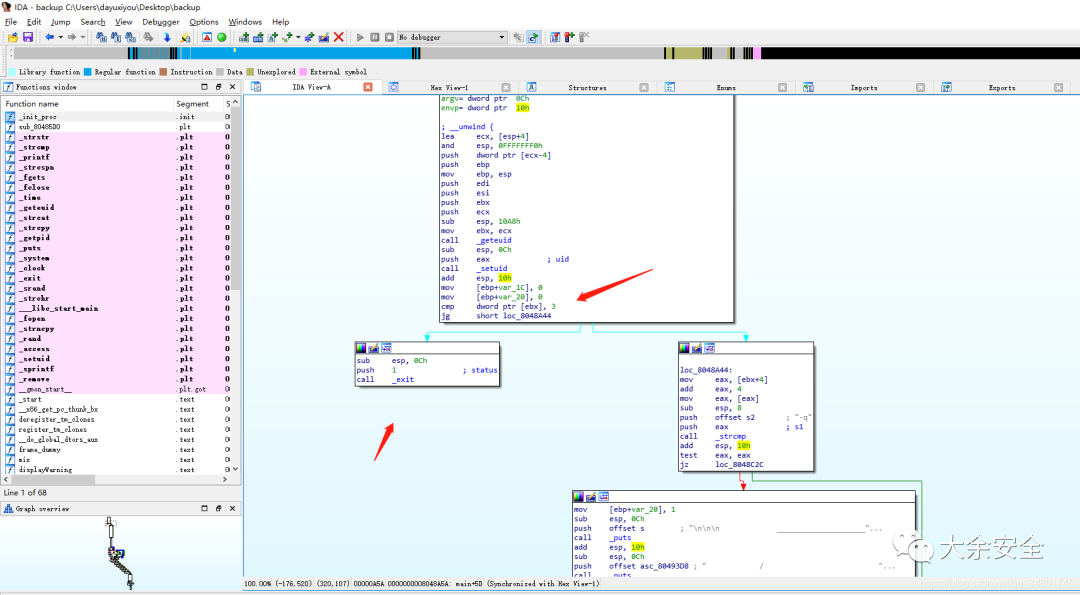 IDA - backup C:\Users\dayuxiyou\Desktop\backup
File Edit Jump Search View Debugger Options Windows Help
No debugger
Library function Regular function Instruction Data Unexplored External symbol
Functions window
IDA View-A Hex View-1 Structures Enums Imports Exports
Function name Segment S
_init_proc .init 0
sub_80485D0 .plt 0
_strstr .plt 0
_strcmp .plt 0
_printf .plt 0
_strcspn .plt 0
_fgets .plt 0
_fclose .plt 0
_time .plt 0
_geteuid .plt 0
_strcat .plt 0
_strcpy .plt 0
_getpid .plt 0
_puts .plt 0
_system .plt 0
_clock .plt 0
_exit .plt 0
_srand .plt 0
_strchr .plt 0
___libc_start_main .plt 0
_fopen .plt 0
_strncpy .plt 0
_rand .plt 0
_access .plt 0
_setuid .plt 0
_sprintf .plt 0
_remove .plt 0
__gmon_start__ .plt.got 0
_start .text 0
__x86_get_pc_thunk_bx .text 0
deregister_tm_clones .text 0
register_tm_clones .text 0
__do_global_dtors_aux .text 0
frame_dummy .text 0
mix .text 0
displayWarning .text 0
Line 1 of 68
Graph overview
argv= dword ptr 0Ch
envp= dword ptr 10h
; __unwind {
lea ecx, [esp+4]
and esp, 0FFFFFFF0h
push dword ptr [ecx-4]
push ebp
mov ebp, esp
push edi
push esi
push ebx
push ecx
sub esp, 10A8h
mov ebx, ecx
call _geteuid
sub esp, 0Ch
push eax ; uid
call _setuid
add esp, 10h
mov [ebp+var_1C], 0
mov [ebp+var_20], 0
cmp dword ptr [ebx], 3
jg short loc_8048A44
sub esp, 0Ch
push 1 ; status
call _exit
loc_8048A44:
mov eax, [ebx+4]
add eax, 4
mov eax, [eax]
sub esp, 8
push offset s2 ; "-q"
push eax ; s1
call _strcmp
add esp, 10h
test eax, eax
jz loc_8048C2C
mov [ebp+var_20], 1
sub esp, 0Ch
push offset s ; "\n\n\n ____________________"...
call _puts
add esp, 10h
sub esp, 0Ch
push offset asc_80493D8 ; " / "...
call _puts
100.00% (-176,520) (320,107) 00000A5A 0000000008048A5A: main+5D (Synchronized with Hex View-1)
大余安全